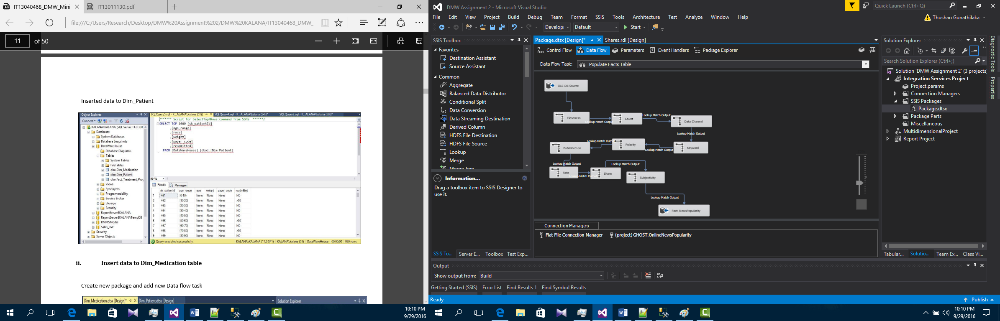 IT13040468_DMW_Mini
IT13011130.pdf
file:///C:/Users/Research/Desktop/DMW%20Assignment%202/DMW%20KALANA/IT13040468_DMW_
11 of 50
Inserted data to Dim_Patient
Object Explorer
Connect
KALANA\KALANA (SQL Server 11.0.3000
Databases
System Databases
Database Snapshots
DataWareHouse
Database Diagrams
Tables
System Tables
FileTables
dbo.Dim_Medication
dbo.Dim_Patient
dbo.Fact_Treatment_Prog
Views
Synonyms
Programmability
Service Broker
Storage
Security
ReportServer$KALANA
ReportServer$KALANATempDB
RMMSModel
Sales_DW
Security
Server Objects
SQLQuery5.sql - K...ALANA\kalana (51))
SQLQuery4.sql - K...ALANA\kalana (54))*
SQLQuery3.sql - K...ALANA\kalana (59))*
/****** Script for SelectTopNRows command from SSMS ******/
SELECT TOP 1000 [sk_patientId]
,[age_range]
,[race]
,[weight]
,[payer_code]
,[readmitted]
FROM [DataWareHouse].[dbo].[Dim_Patient]
99 %
Results Messages
sk_patientId age_range race weight payer_code readmitted
1 461 [0-10) None None None NO
2 462 [10-20) None None None >30
3 463 [20-30) None None None NO
4 464 [30-40) None None None NO
5 465 [40-50) None None None NO
6 466 [50-60) None None None >30
7 467 [60-70) None None None NO
8 468 [70-80) None None None >30
9 469 [80-90) None None None NO
Query executed successfully. KALANA\KALANA (11.0 SP1) KALANA\kalana (51) DataWareHouse 00:00:00 920 rows
ii. Insert data to Dim_Medication table
Create new package and add new Data flow task
Dim_Medication.dtsx [Design]* Dim_Patient.dtsx [Design] Solution Explorer
10:10 PM
9/29/2016
DMW Assignment 2 - Microsoft Visual Studio
Quick Launch (Ctrl+Q)
File Edit View Project Build Debug Team Format SSIS Tools Architecture Test Analyze Window Help
Thushan Gunathilaka
Develop Default Start
SSIS Toolbox
Favorites
Destination Assistant
Source Assistant
Common
Aggregate
Balanced Data Distributor
Conditional Split
Data Conversion
Data Streaming Destination
Derived Column
HDFS File Destination
HDFS File Source
Lookup
Merge
Merge Join
Information...
Drag a toolbox item to SSIS Designer to
use it.
SSIS To... Server E... Toolbox Test Exp...
Package.dtsx [Design]* Shares.rdl [Design]
Control Flow Data Flow Parameters Event Handlers Package Explorer
Data Flow Task: Populate Facts Table
OLE DB Source
Closeness
Lookup Match Output
Count
Lookup Match Output
Data Channel
Lookup Match Output
Keyword
Lookup Match Output
Polarity
Lookup Match Output
Published on
Lookup Match Output
Rate
Lookup Match Output
Share
Lookup Match Output
Subjectivity
Lookup Match Output
Fact_NewsPopularity
Connection Managers
Flat File Connection Manager (project) GHOST.OnlineNewsPopularity
Solution Explorer
Search Solution Explorer (Ctrl+;)
Solution 'DMW Assignment 2' (3 projects)
Integration Services Project
Project.params
Connection Managers
SSIS Packages
Package.dtsx
Package Parts
Miscellaneous
MultidimensionalProject
Report Project
Tabular... Solutio... Team Ex... Class Vi...
Diagnostic Tools
Properties
Output
Show output from: Build
Getting Started (SSIS) Error List Find Results 1 Find Symbol Results
Ready
Publish
10:10 PM
9/29/2016